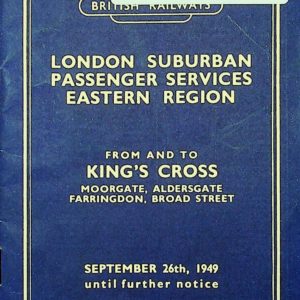 BRITISH RAILWAYS
LONDON SUBURBAN
PASSENGER SERVICES
EASTERN REGION
FROM AND TO
KING'S CROSS
MOORGATE, ALDERSGATE
FARRINGDON, BROAD STREET
SEPTEMBER 26th, 1949
until further notice